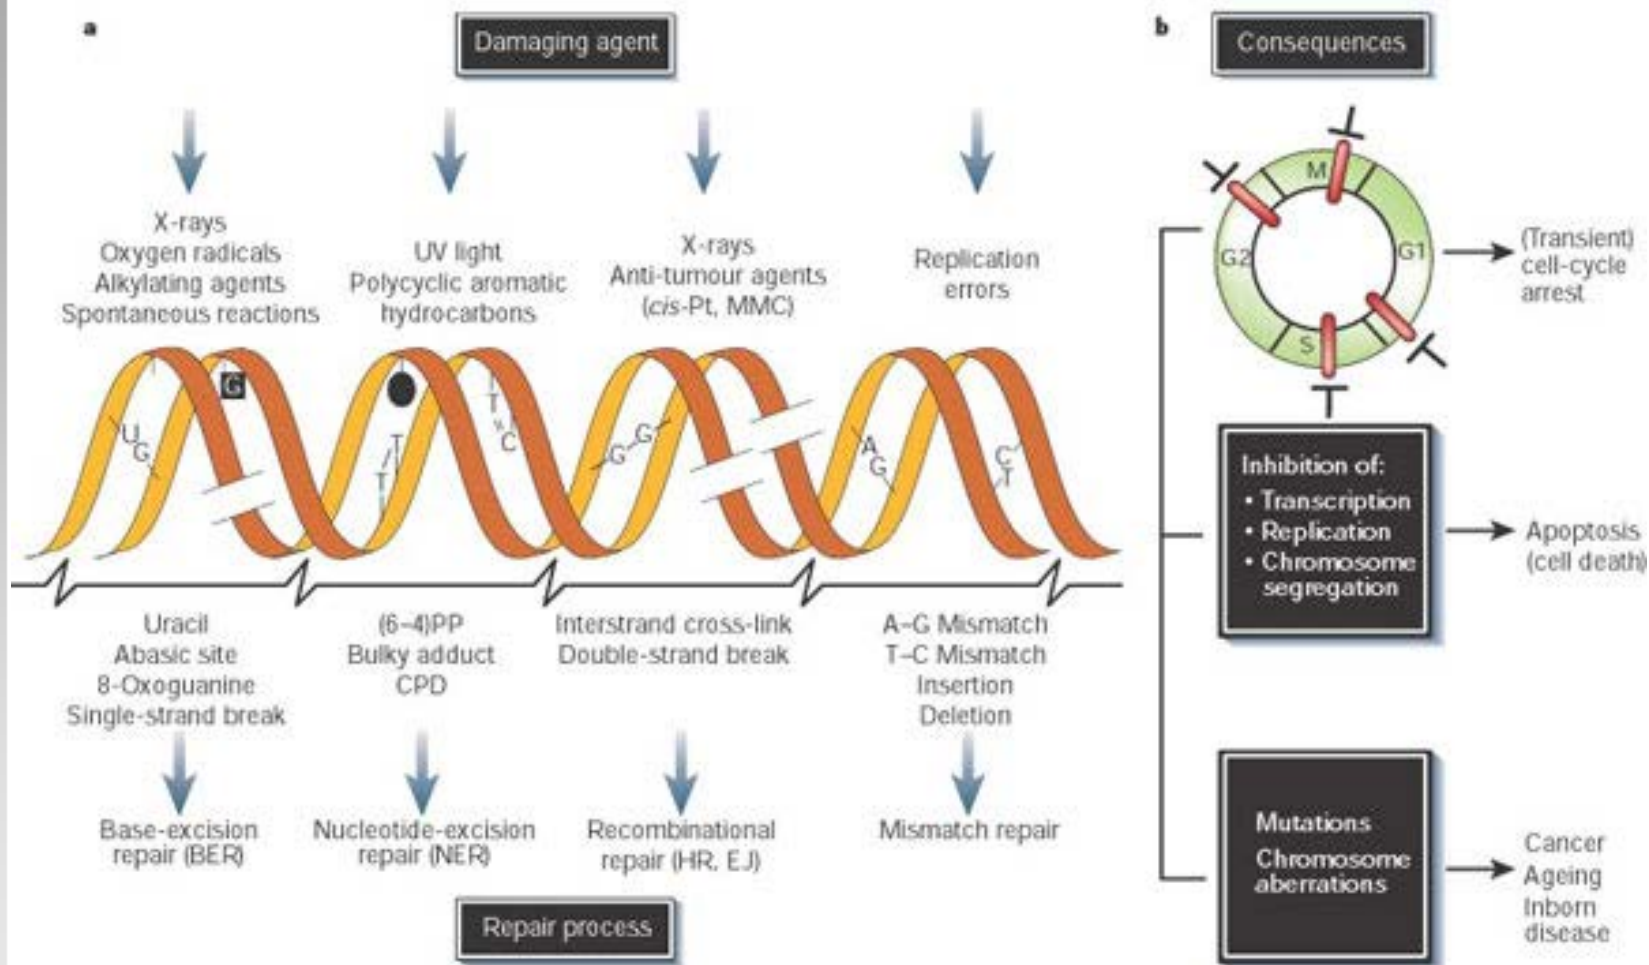 a
Damaging agent
X-rays
Oxygen radicals
Alkylating agents
Spontaneous reactions
UV light
Polycyclic aromatic
hydrocarbons
X-rays
Anti-tumour agents
(cis-Pt, MMC)
Replication
errors
U
G
G
T
T
T
C
G
G
A
G
C
T
Uracil
Abasic site
8-Oxoguanine
Single-strand break
(6–4)PP
Bulky adduct
CPD
Interstrand cross-link
Double-strand break
A–G Mismatch
T–C Mismatch
Insertion
Deletion
Base-excision
repair (BER)
Nucleotide-excision
repair (NER)
Recombinational
repair (HR, EJ)
Mismatch repair
Repair process
b
Consequences
M
G1
G2
S
(Transient)
cell-cycle
arrest
Inhibition of:
• Transcription
• Replication
• Chromosome
segregation
Apoptosis
(cell death)
Mutations
Chromosome
aberrations
Cancer
Ageing
Inborn
disease